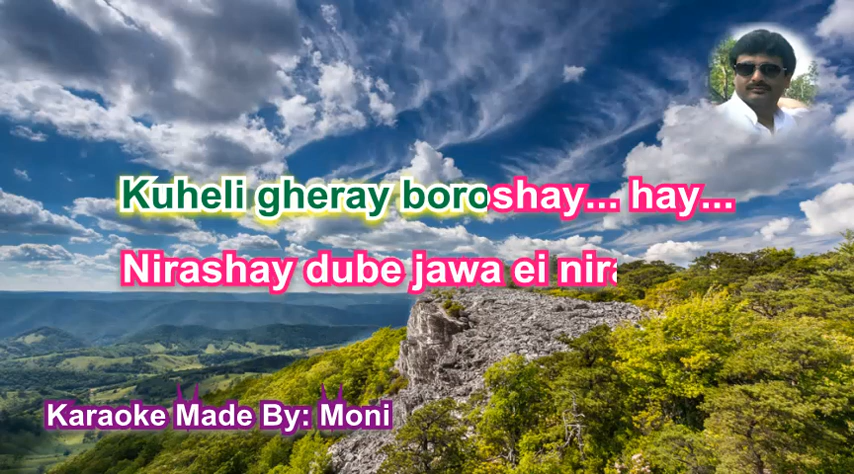 Kuheli gheray boroshay... hay...
Nirashay dube jawa ei nira
Karaoke Made By: Moni